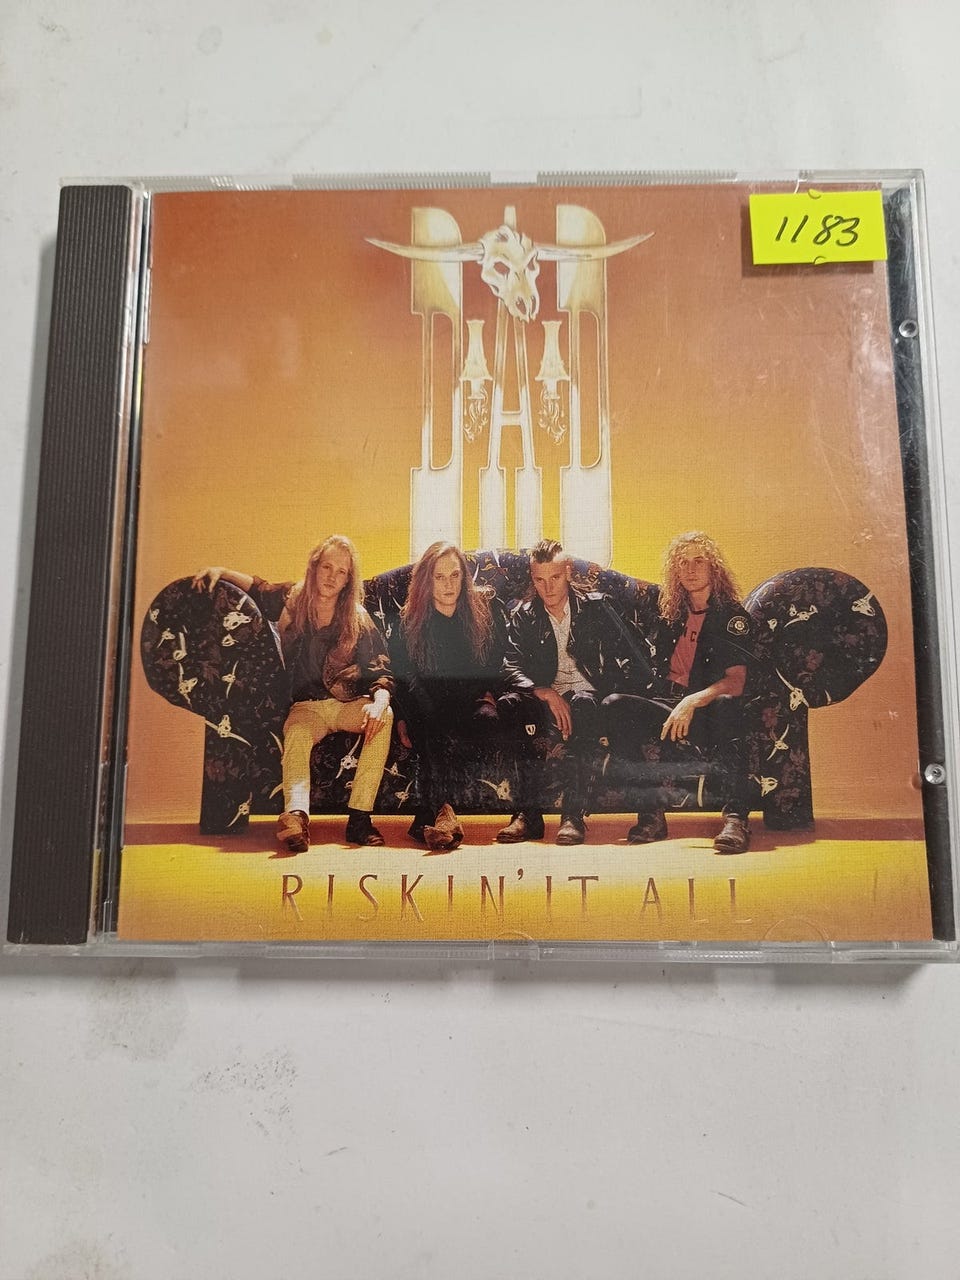 1183
D A D
RISKIN' IT ALL